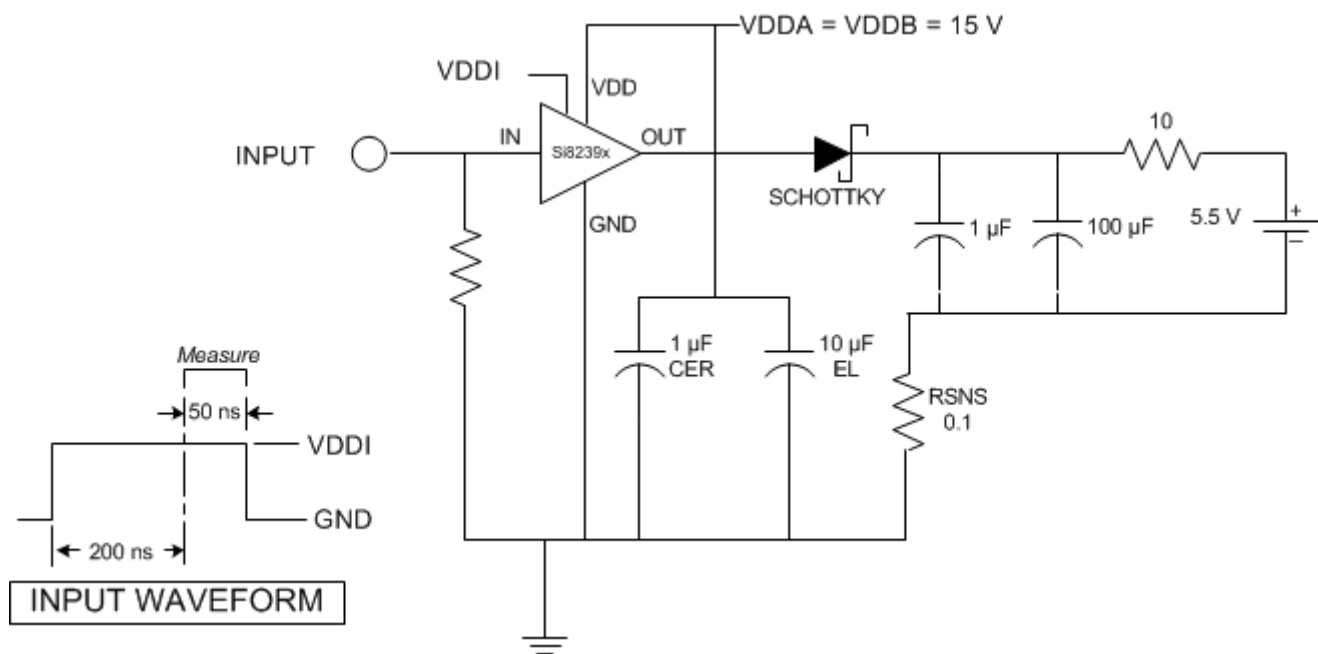 VDDA = VDDB = 15 V
VDDI
VDD
10
INPUT
IN
Si8239x
OUT
SCHOTTKY
GND
1 µF
100 µF
5.5 V
+
−
Measure
1 µF
CER
10 µF
EL
RSNS
0.1
50 ns
VDDI
GND
200 ns
INPUT WAVEFORM